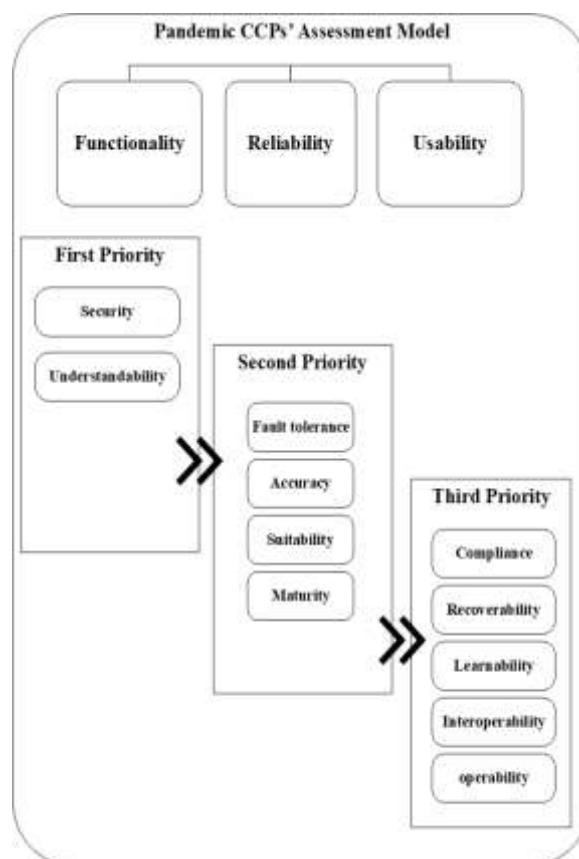 Pandemic CCPs' Assessment Model
Functionality
Reliability
Usability
First Priority
Security
Understandability
Second Priority
Fault tolerance
Accuracy
Suitability
Maturity
Third Priority
Compliance
Recoverability
Learnability
Interoperability
operability